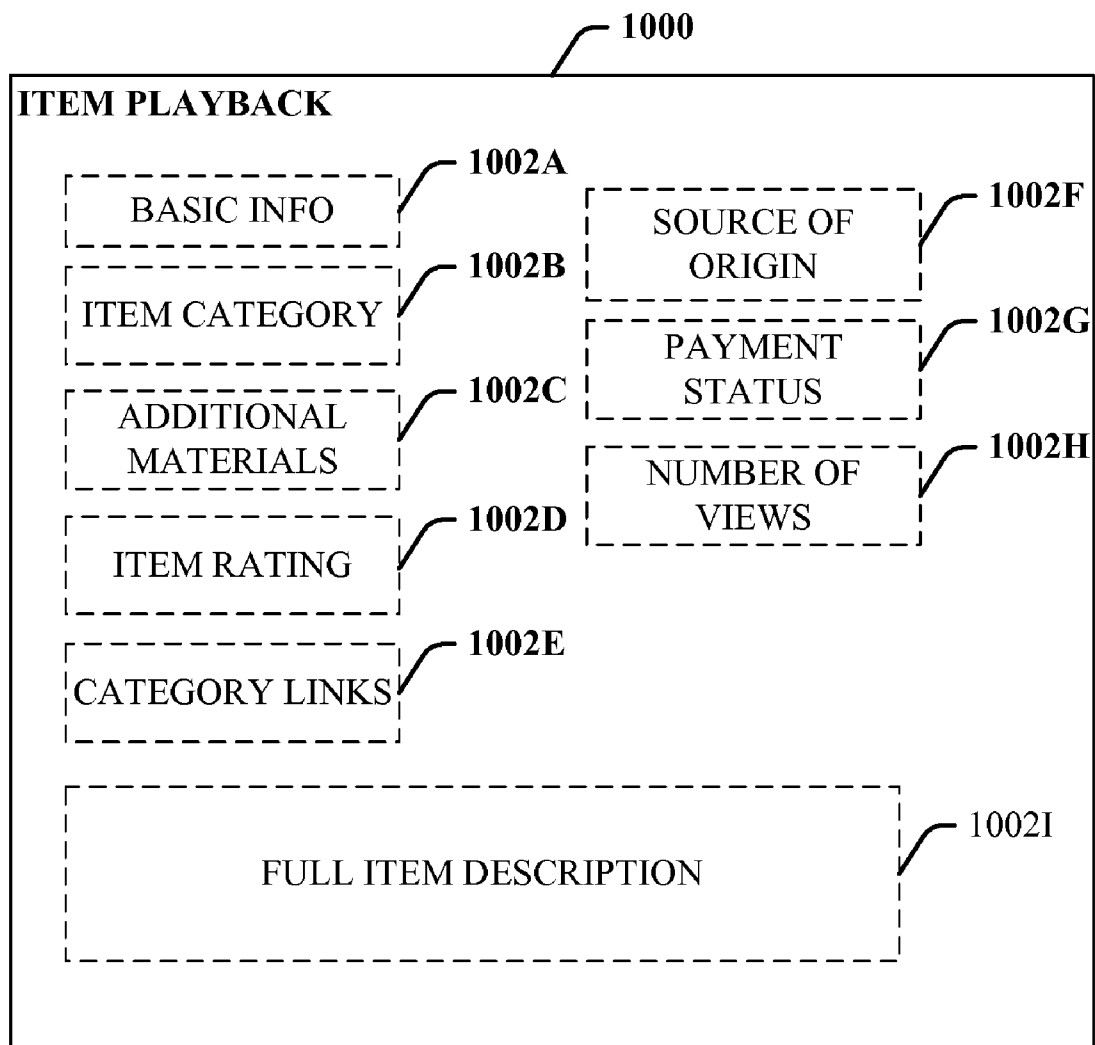 1000
ITEM PLAYBACK
1002A
BASIC INFO
1002B
ITEM CATEGORY
1002C
ADDITIONAL
MATERIALS
1002D
ITEM RATING
1002E
CATEGORY LINKS
1002F
SOURCE OF
ORIGIN
1002G
PAYMENT
STATUS
1002H
NUMBER OF
VIEWS
1002I
FULL ITEM DESCRIPTION